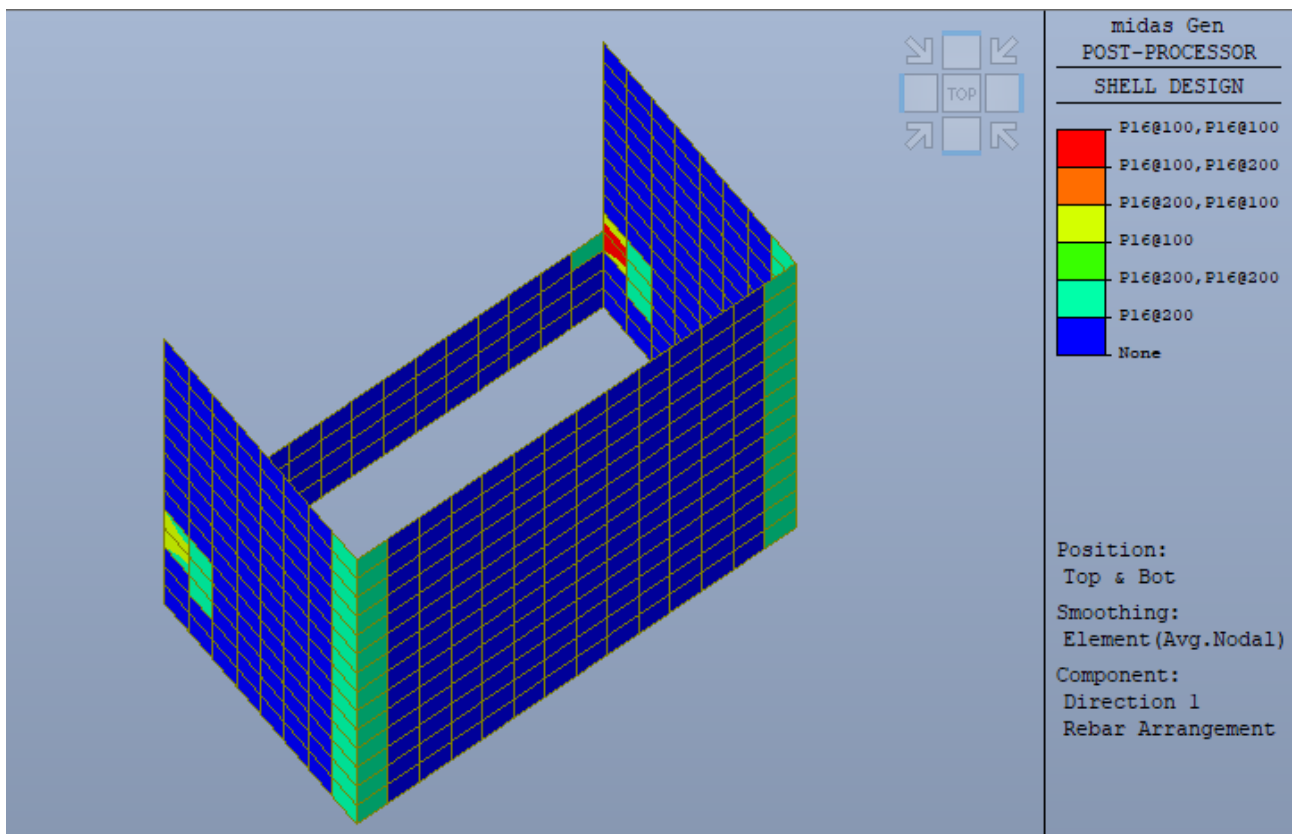 TOP
midas Gen
POST-PROCESSOR
SHELL DESIGN
P16@100,P16@100
P16@100,P16@200
P16@200,P16@100
P16@100
P16@200,P16@200
P16@200
None
Position:
Top & Bot
Smoothing:
Element(Avg.Nodal)
Component:
Direction 1
Rebar Arrangement